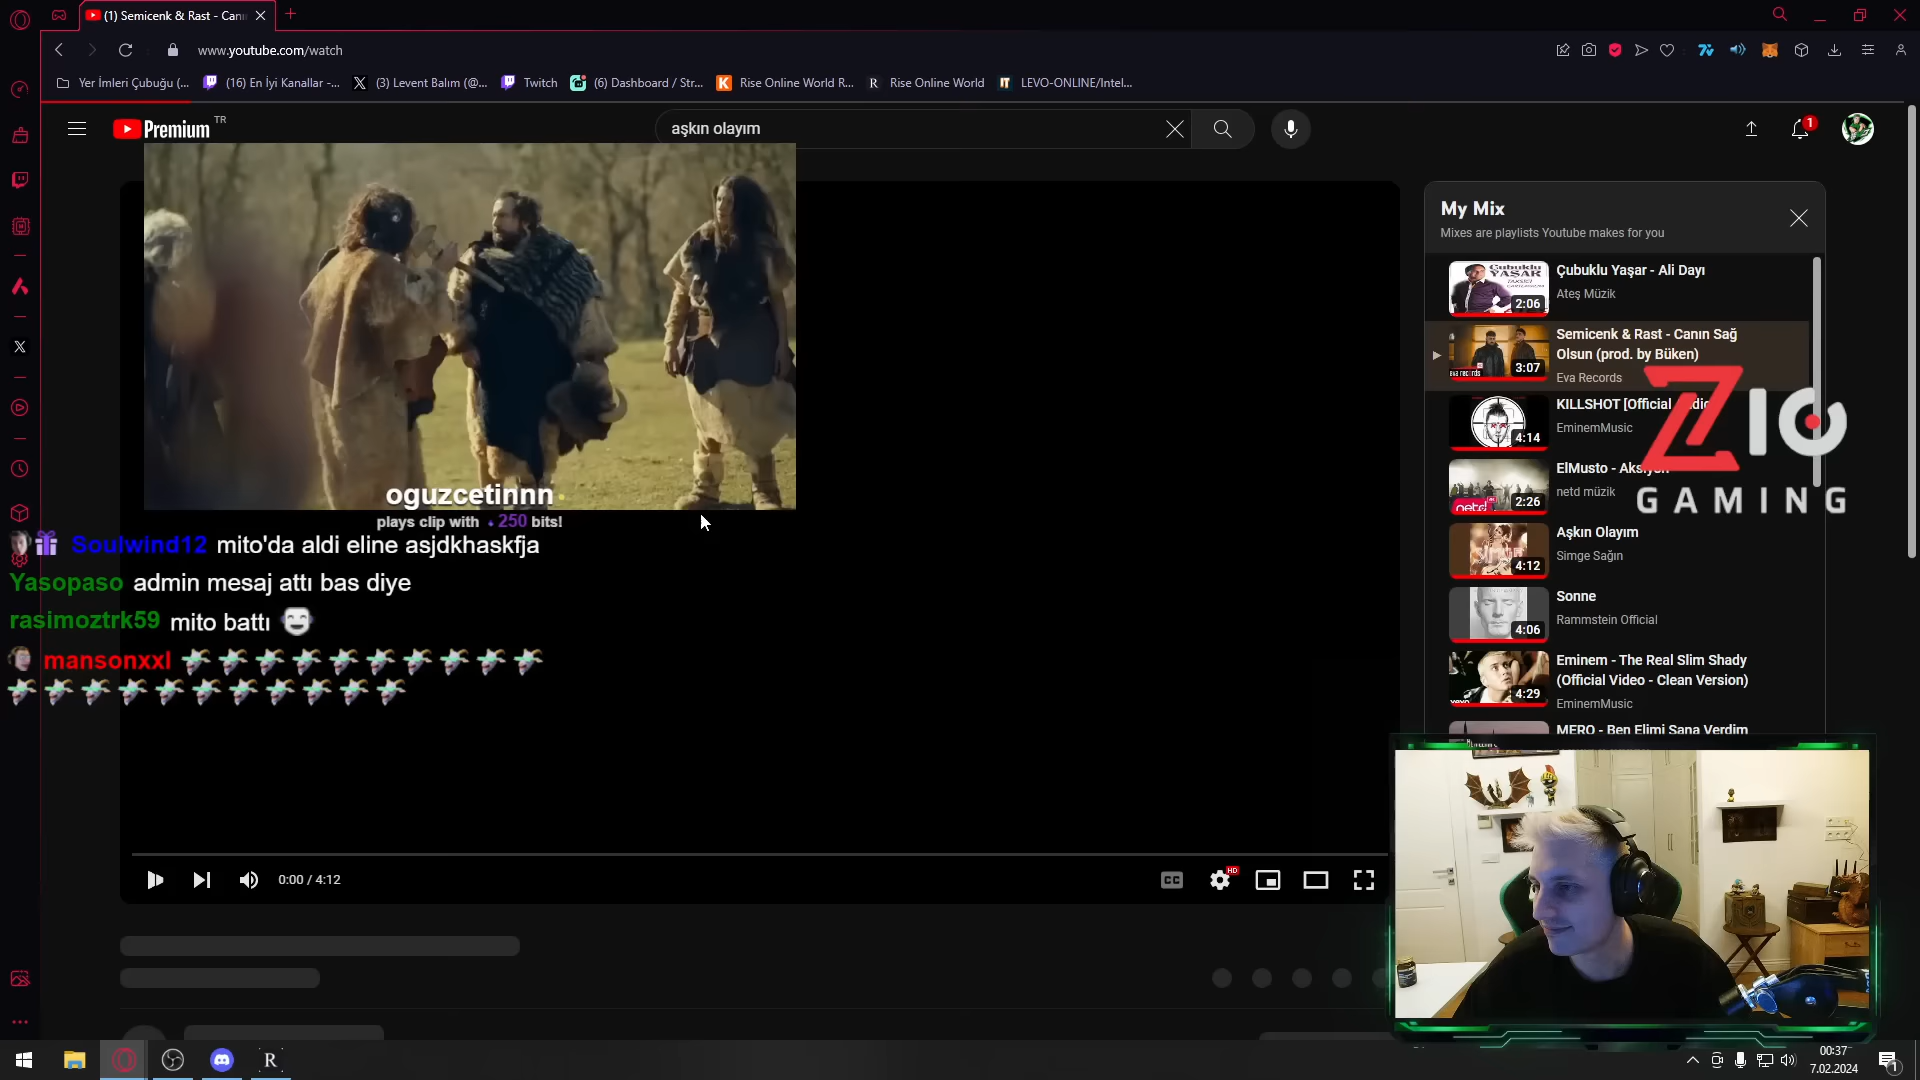 (1) Semicenk & Rast - Canı
www.youtube.com/watch
Yer İmleri Çubuğu (...
(16) En İyi Kanallar -...
(3) Levent Balım (@...
Twitch
(6) Dashboard / Str...
Rise Online World R...
Rise Online World
LEVO-ONLINE/Intel...
Premium TR
aşkın olayım
1
My Mix
Mixes are playlists Youtube makes for you
Çubuklu Yaşar - Ali Dayı
Ateş Müzik
2:06
Semicenk & Rast - Canın Sağ
Olsun (prod. by Büken)
Eva Records
3:07
KILLSHOT [Official
EminemMusic
4:14
ElMusto - Aksiyon
netd müzik
2:26
Aşkın Olayım
Simge Sağın
4:12
Sonne
Rammstein Official
4:06
Eminem - The Real Slim Shady
(Official Video - Clean Version)
EminemMusic
4:29
MERO - Ben Elimi Sana Verdim
ZIG
GAMING
oguzcetinnn
plays clip with 250 bits!
Soulwind12 mito'da aldi eline asjdkhaskfja
Yasopaso admin mesaj attı bas diye
rasimoztrk59 mito battı
mansonxxl
0:00 / 4:12
CC
HD
R
00:37
7.02.2024
1